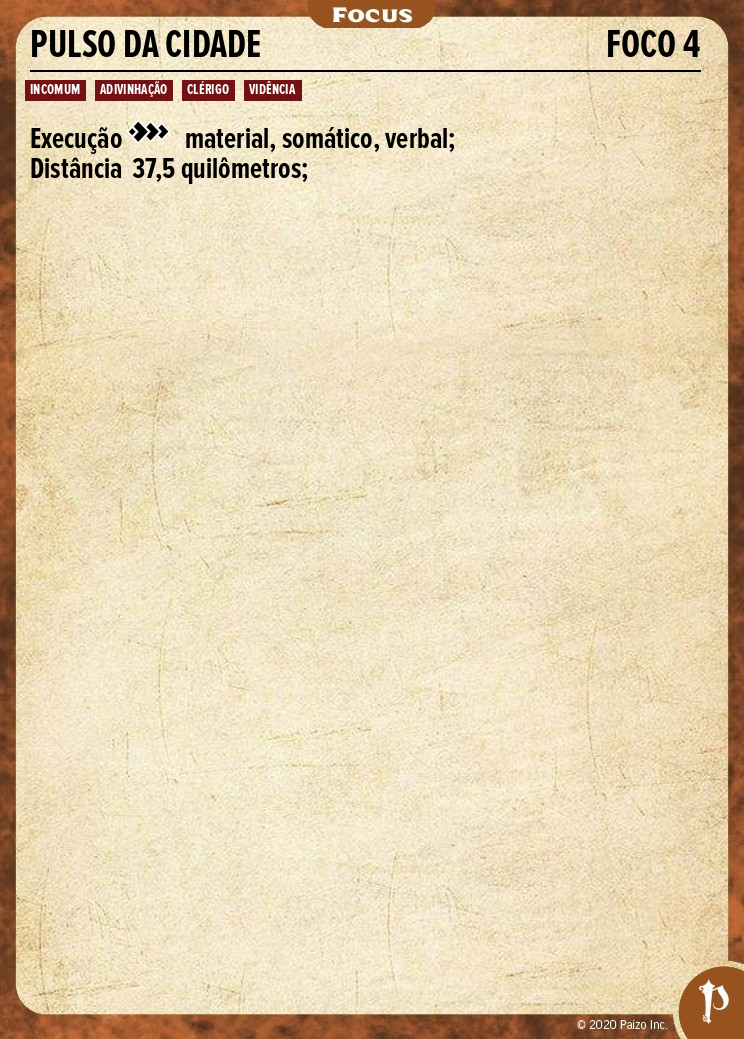 Focus
PULSO DA CIDADE FOCO 4
INCOMUM ADIVINHAÇÃO CLÉRIGO VIDÊNCIA
Execução material, somático, verbal;
Distância 37,5 quilômetros;
© 2020 Paizo Inc.